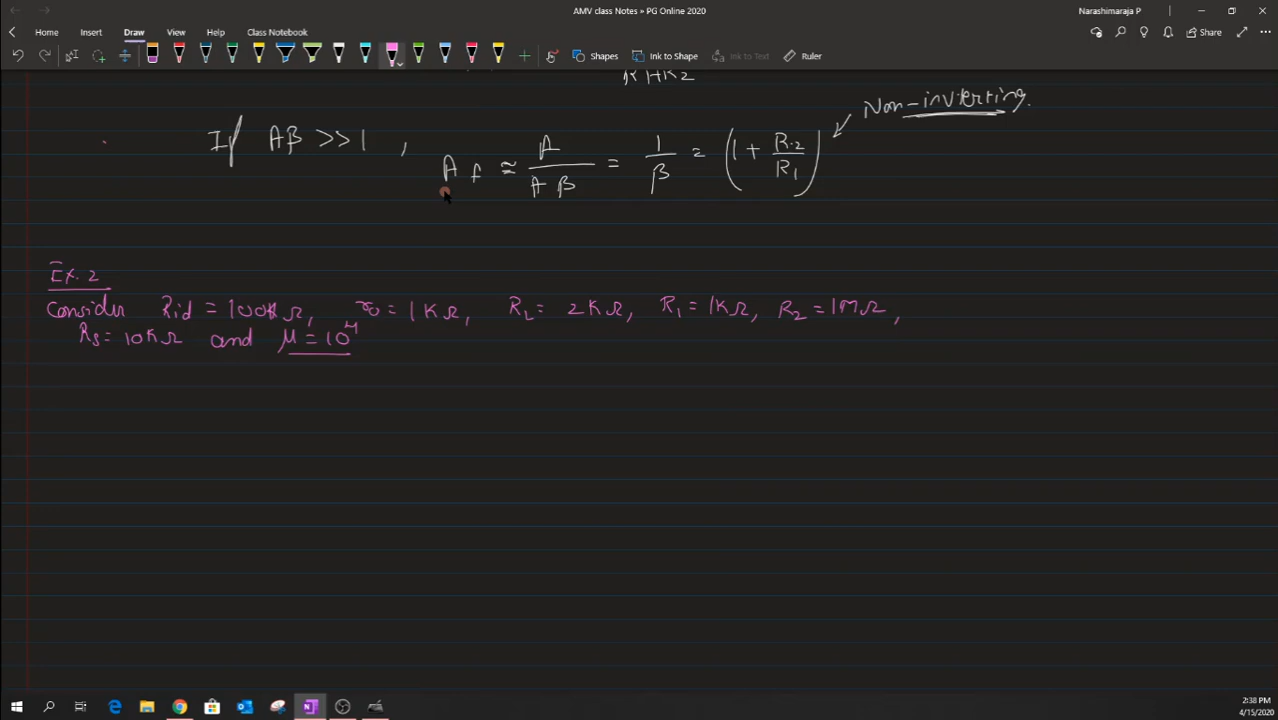 AMV class Notes » PG Online 2020
Narashimaraja P
Home Insert Draw View Help Class Notebook
Share
Shapes Ink to Shape Ink to Text Ruler
Non-inverting.
If Aβ >>1 , Af ≈ A / Aβ = 1 / β = (1 + R2 / R1)
Ex. 2
Consider Rid = 100kΩ, ro = 1KΩ, RL = 2KΩ, R1 = 1KΩ, R2 = 1MΩ,
Rs = 10KΩ and μ = 10^4
2:38 PM
4/15/2020